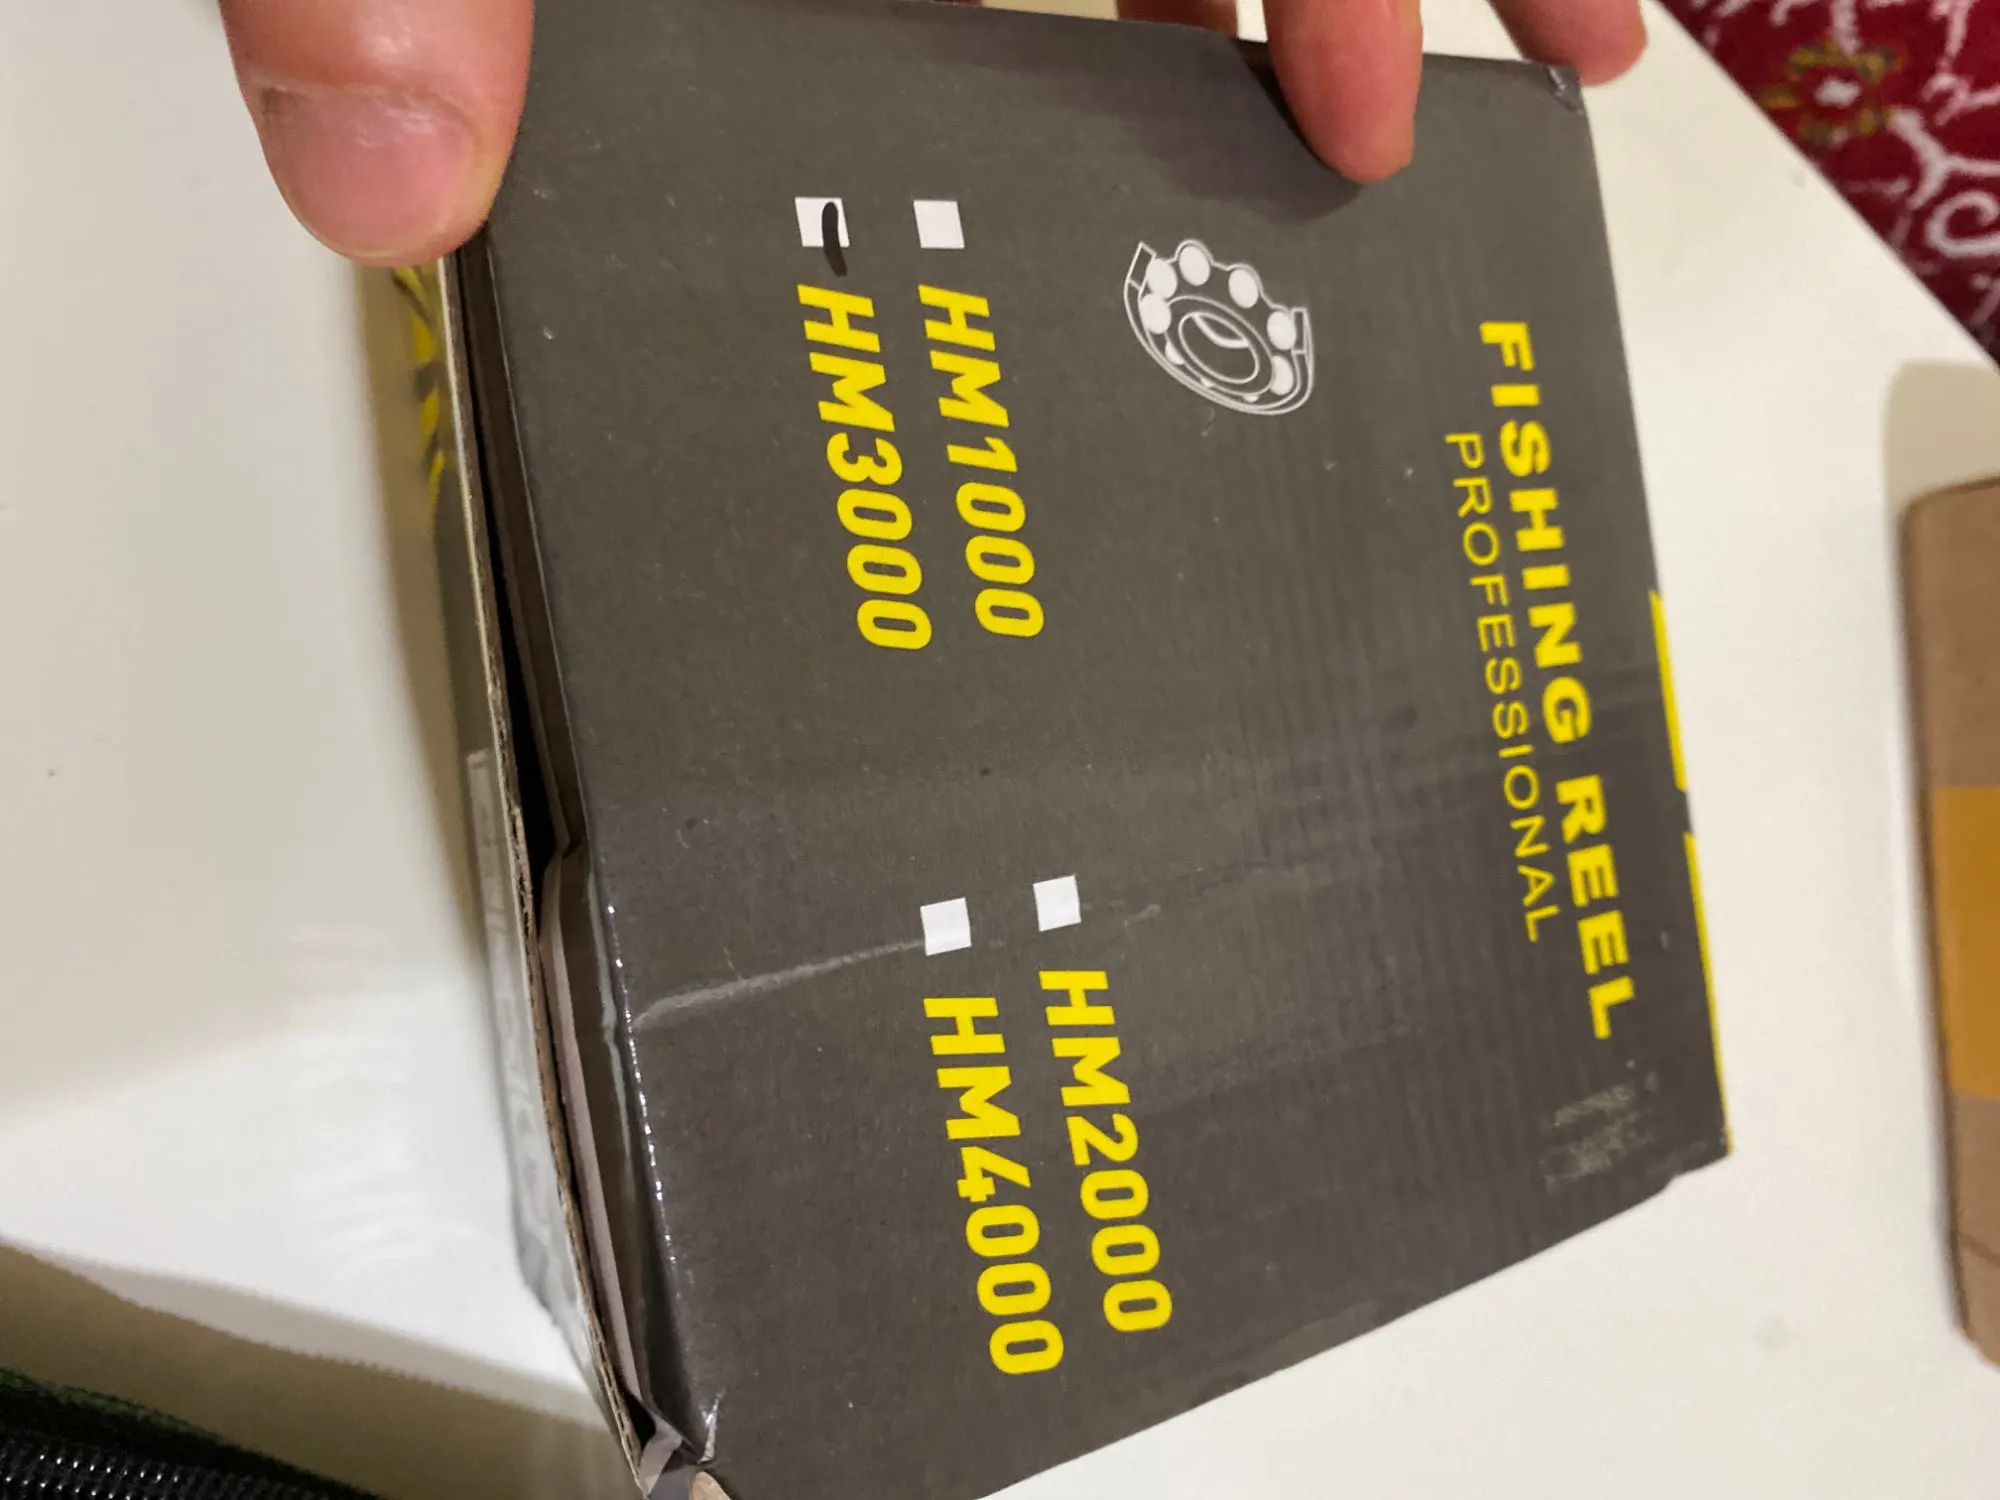 FISHING REEL
PROFESSIONAL
HM1000 HM2000
HM3000 HM4000